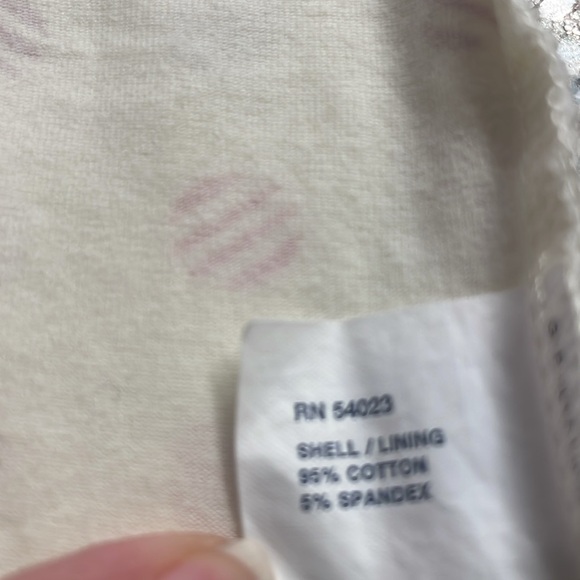 RN 54023
SHELL / LINING
95% COTTON
5% SPANDEX